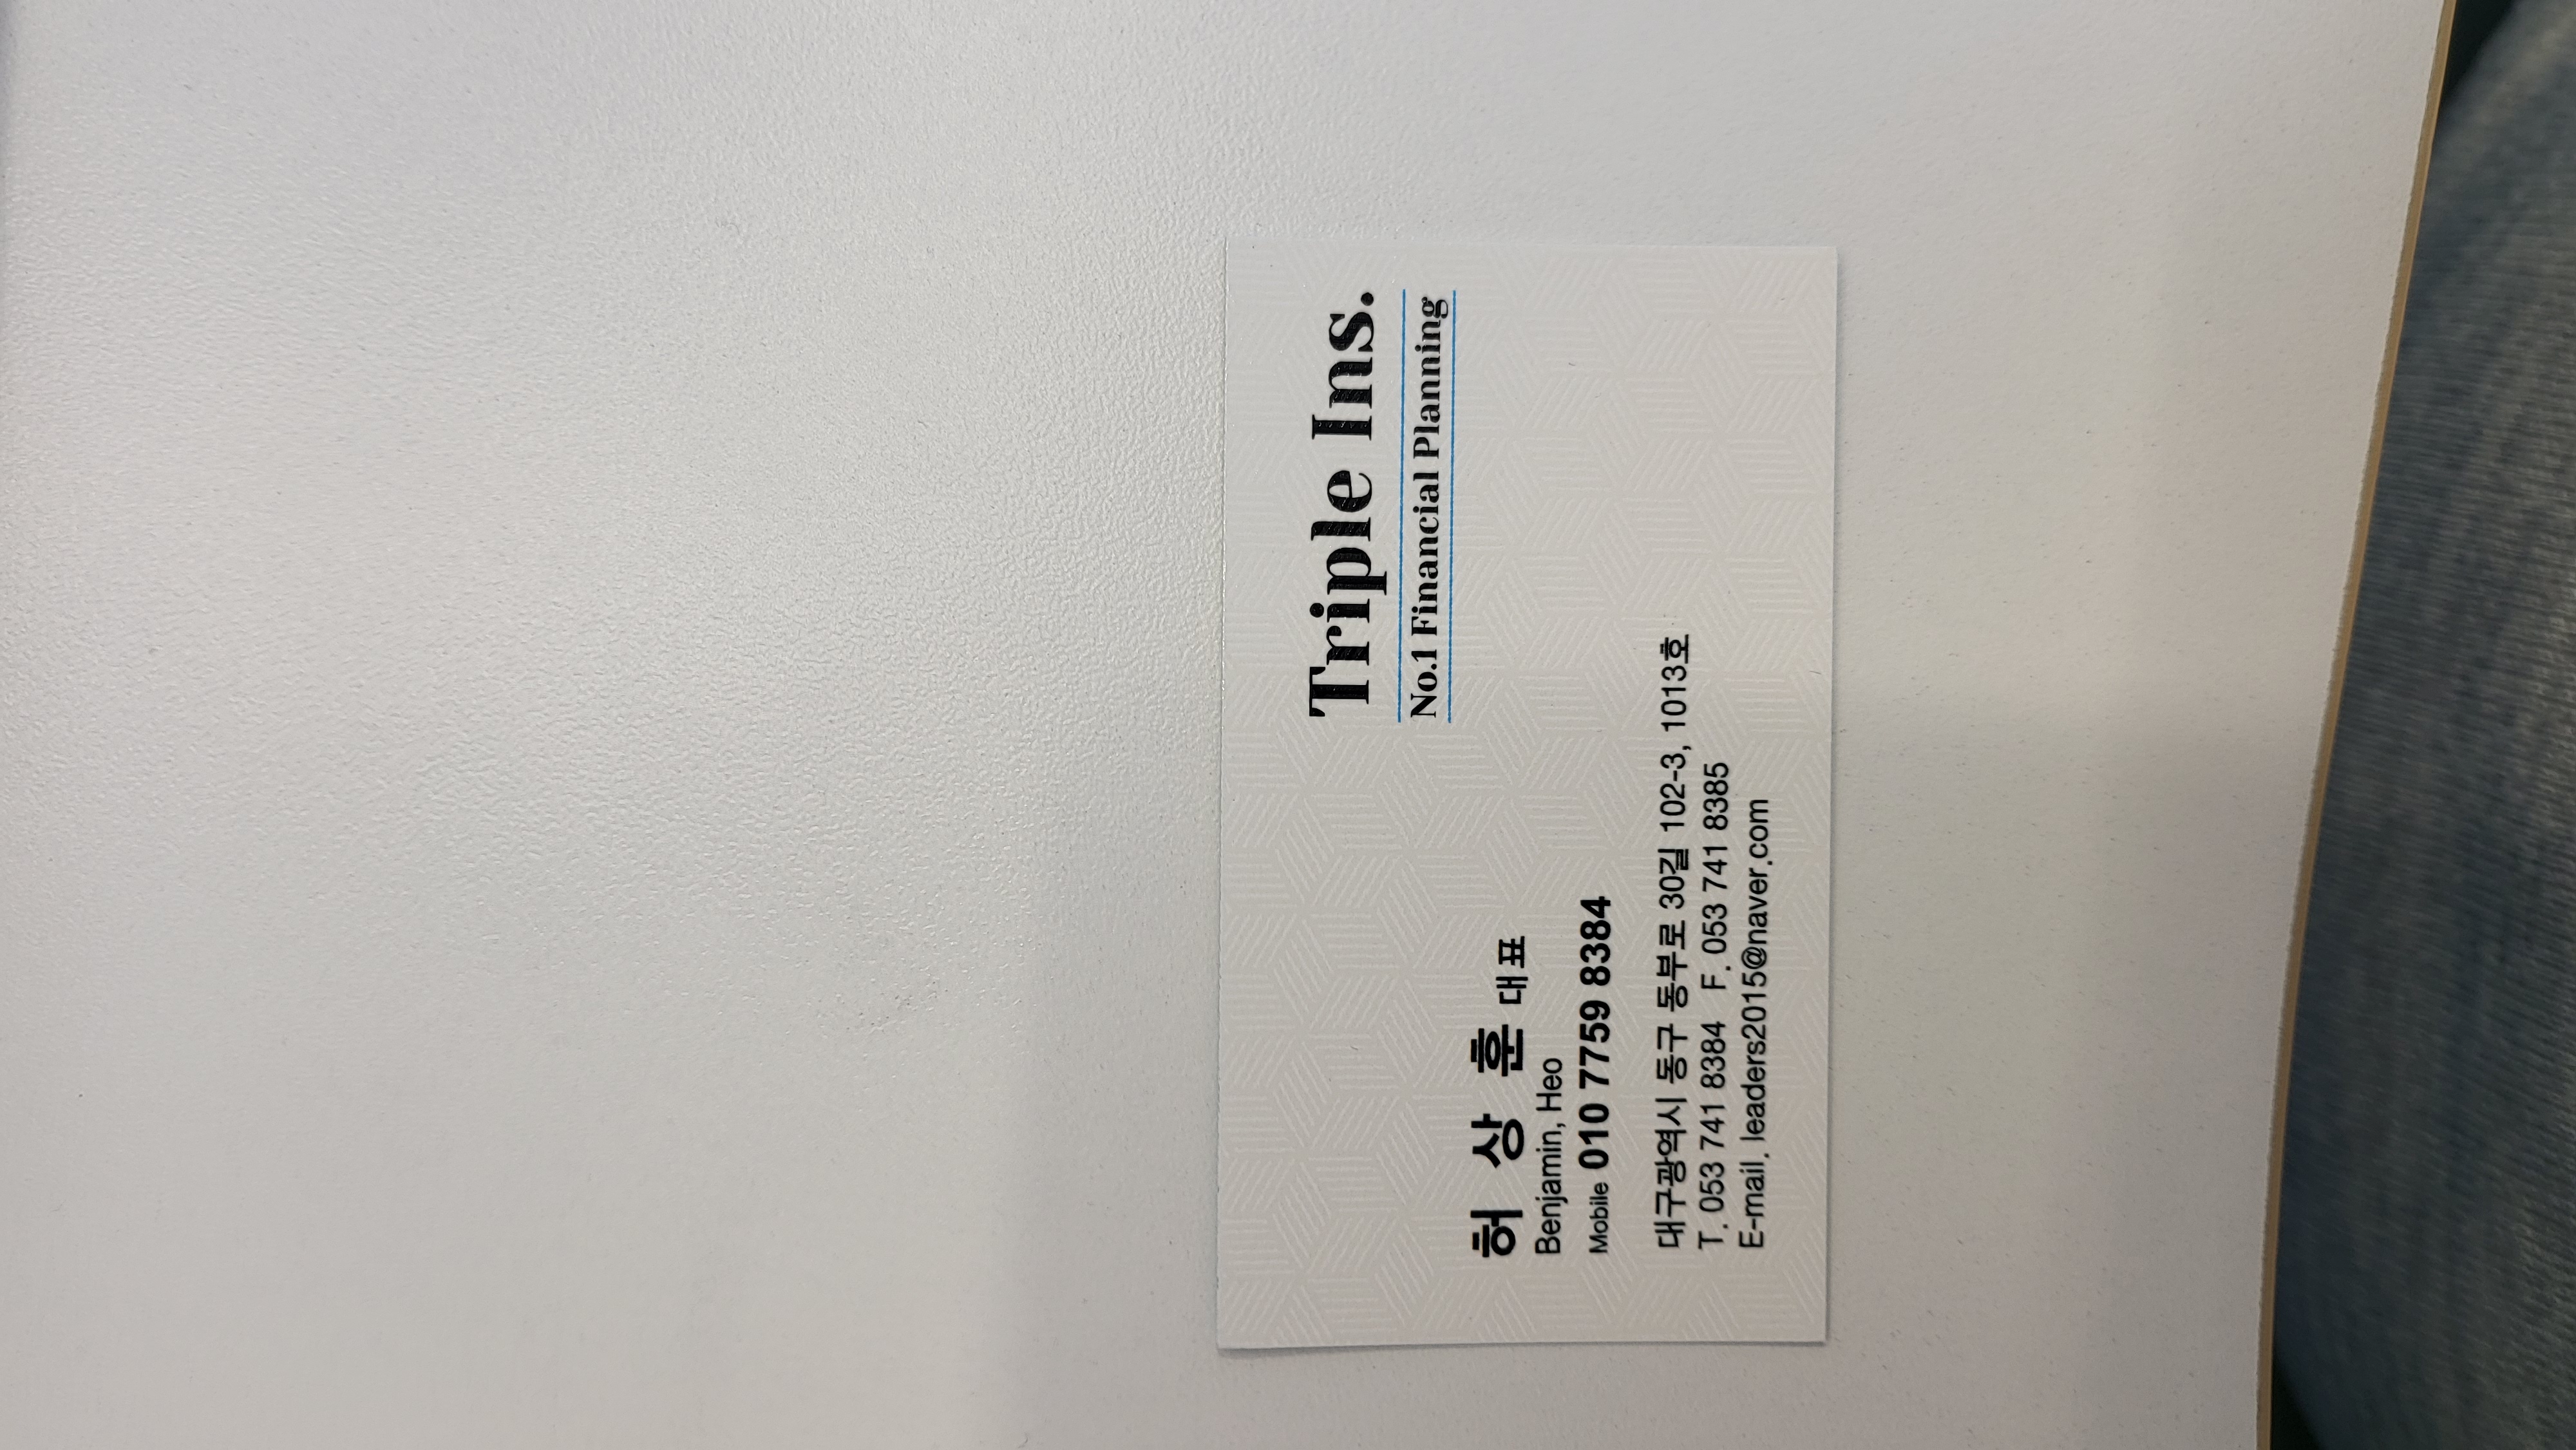 Triple Ins.
No.1 Financial Planning
허 상 훈 대표
Benjamin, Heo
Mobile 010 7759 8384
대구광역시 동구 동부로 30길 102-3, 1013호
T. 053 741 8384 F. 053 741 8385
E-mail. leaders2015@naver.com